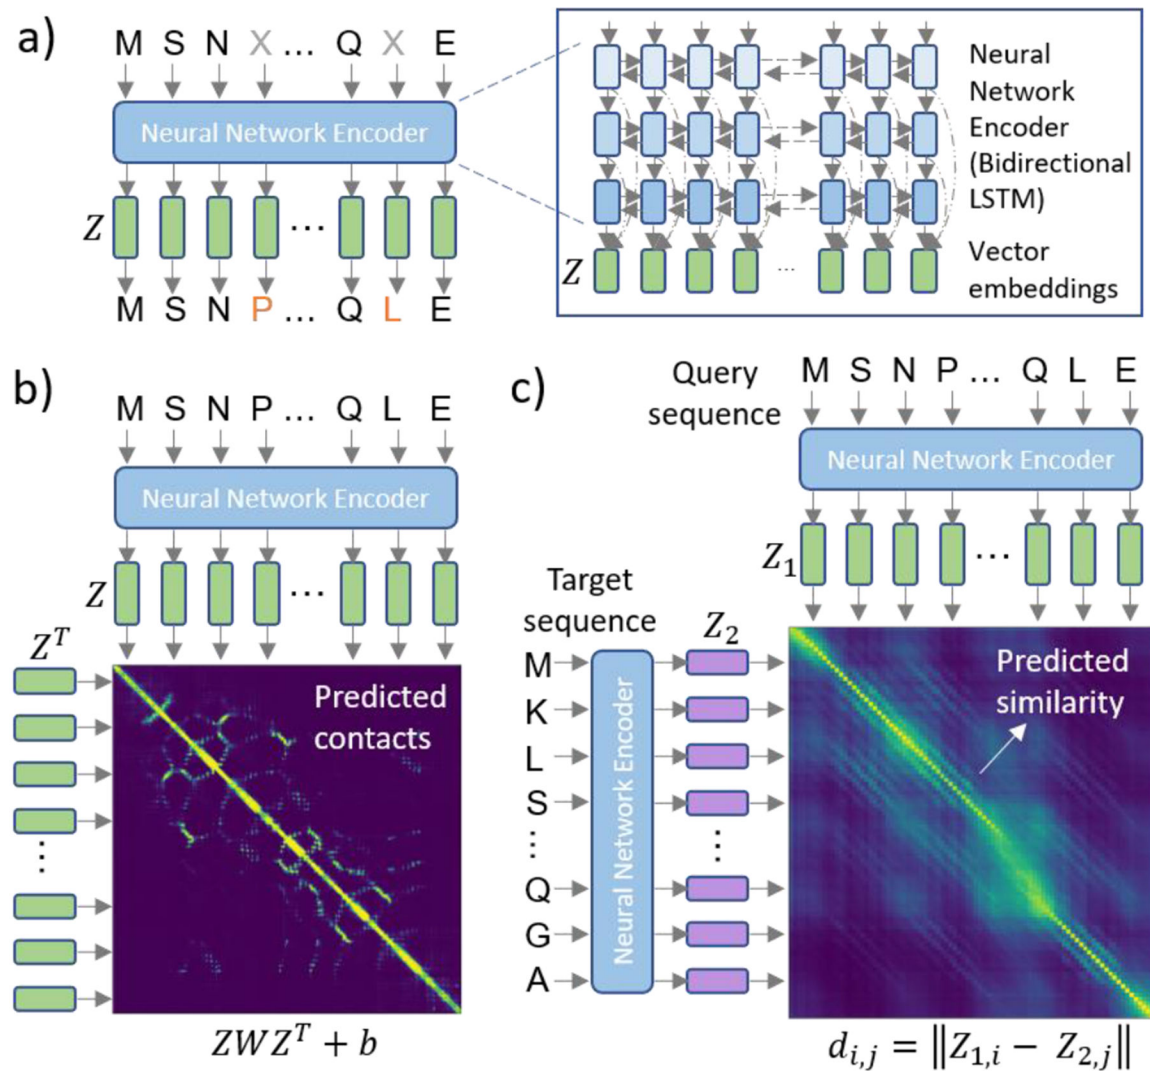 a)
M S N X ... Q X E
Neural Network Encoder
Z
...
M S N P ... Q L E
Neural
Network
Encoder
(Bidirectional
LSTM)
Z
...
Vector
embeddings
b)
M S N P ... Q L E
Neural Network Encoder
Z
...
Z^T
...
Predicted
contacts
ZWZ^T + b
c)
Query
sequence
M S N P ... Q L E
Neural Network Encoder
Z_1
...
Target
sequence
Z_2
M
K
L
S
⋮
Q
G
A
Neural Network Encoder
⋮
Predicted
similarity
d_{i,j} = ‖Z_{1,i} − Z_{2,j}‖